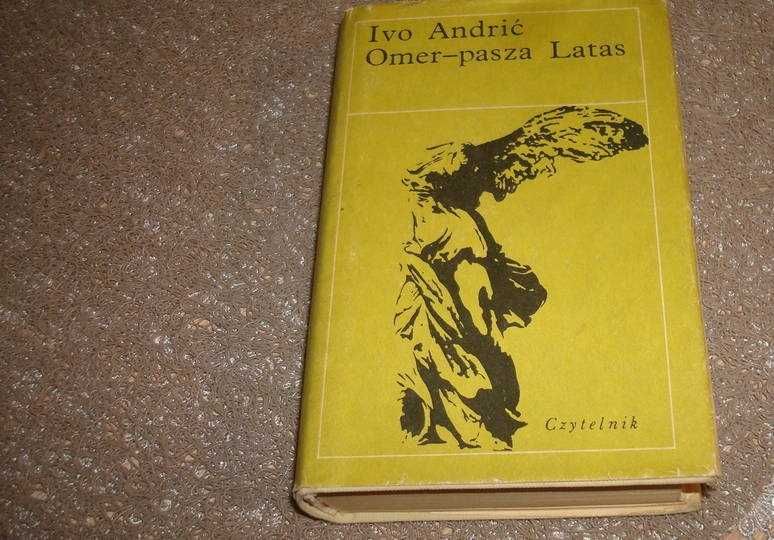 Ivo Andrić
Omer–pasza Latas
Czytelnik